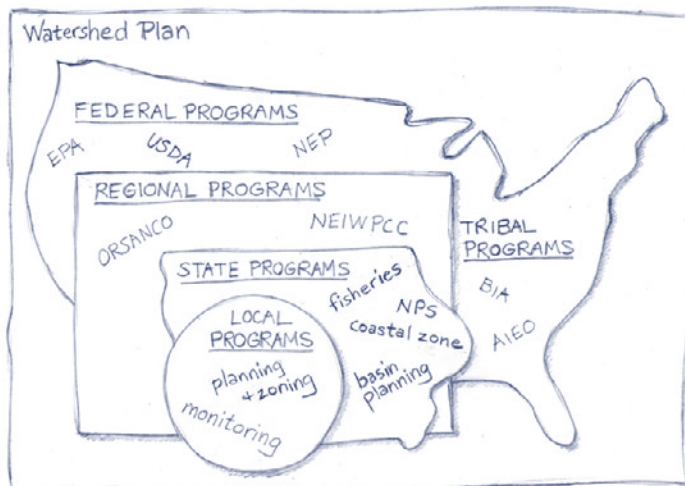 Watershed Plan
FEDERAL PROGRAMS
EPA
USDA
NEP
REGIONAL PROGRAMS
ORSANCO
NEIWPCC
TRIBAL
PROGRAMS
BIA
AIEO
STATE PROGRAMS
fisheries
NPS
coastal zone
basin
planning
LOCAL
PROGRAMS
planning
+ zoning
monitoring